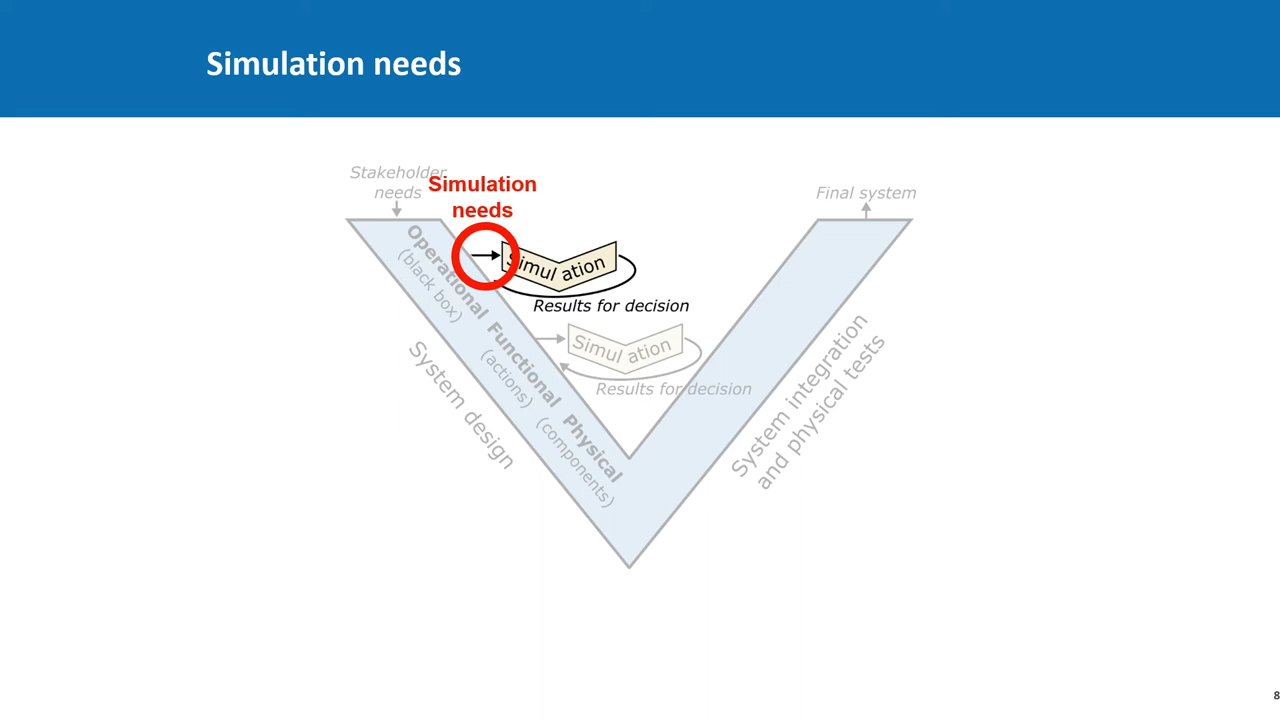 Simulation needs
Stakeholder
needs
Simulation
needs
Final system
Operational
(black box)
Simul ation
Results for decision
Functional
(actions)
Simul ation
Results for decision
Physical
(components)
System design
System integration
and physical tests
8